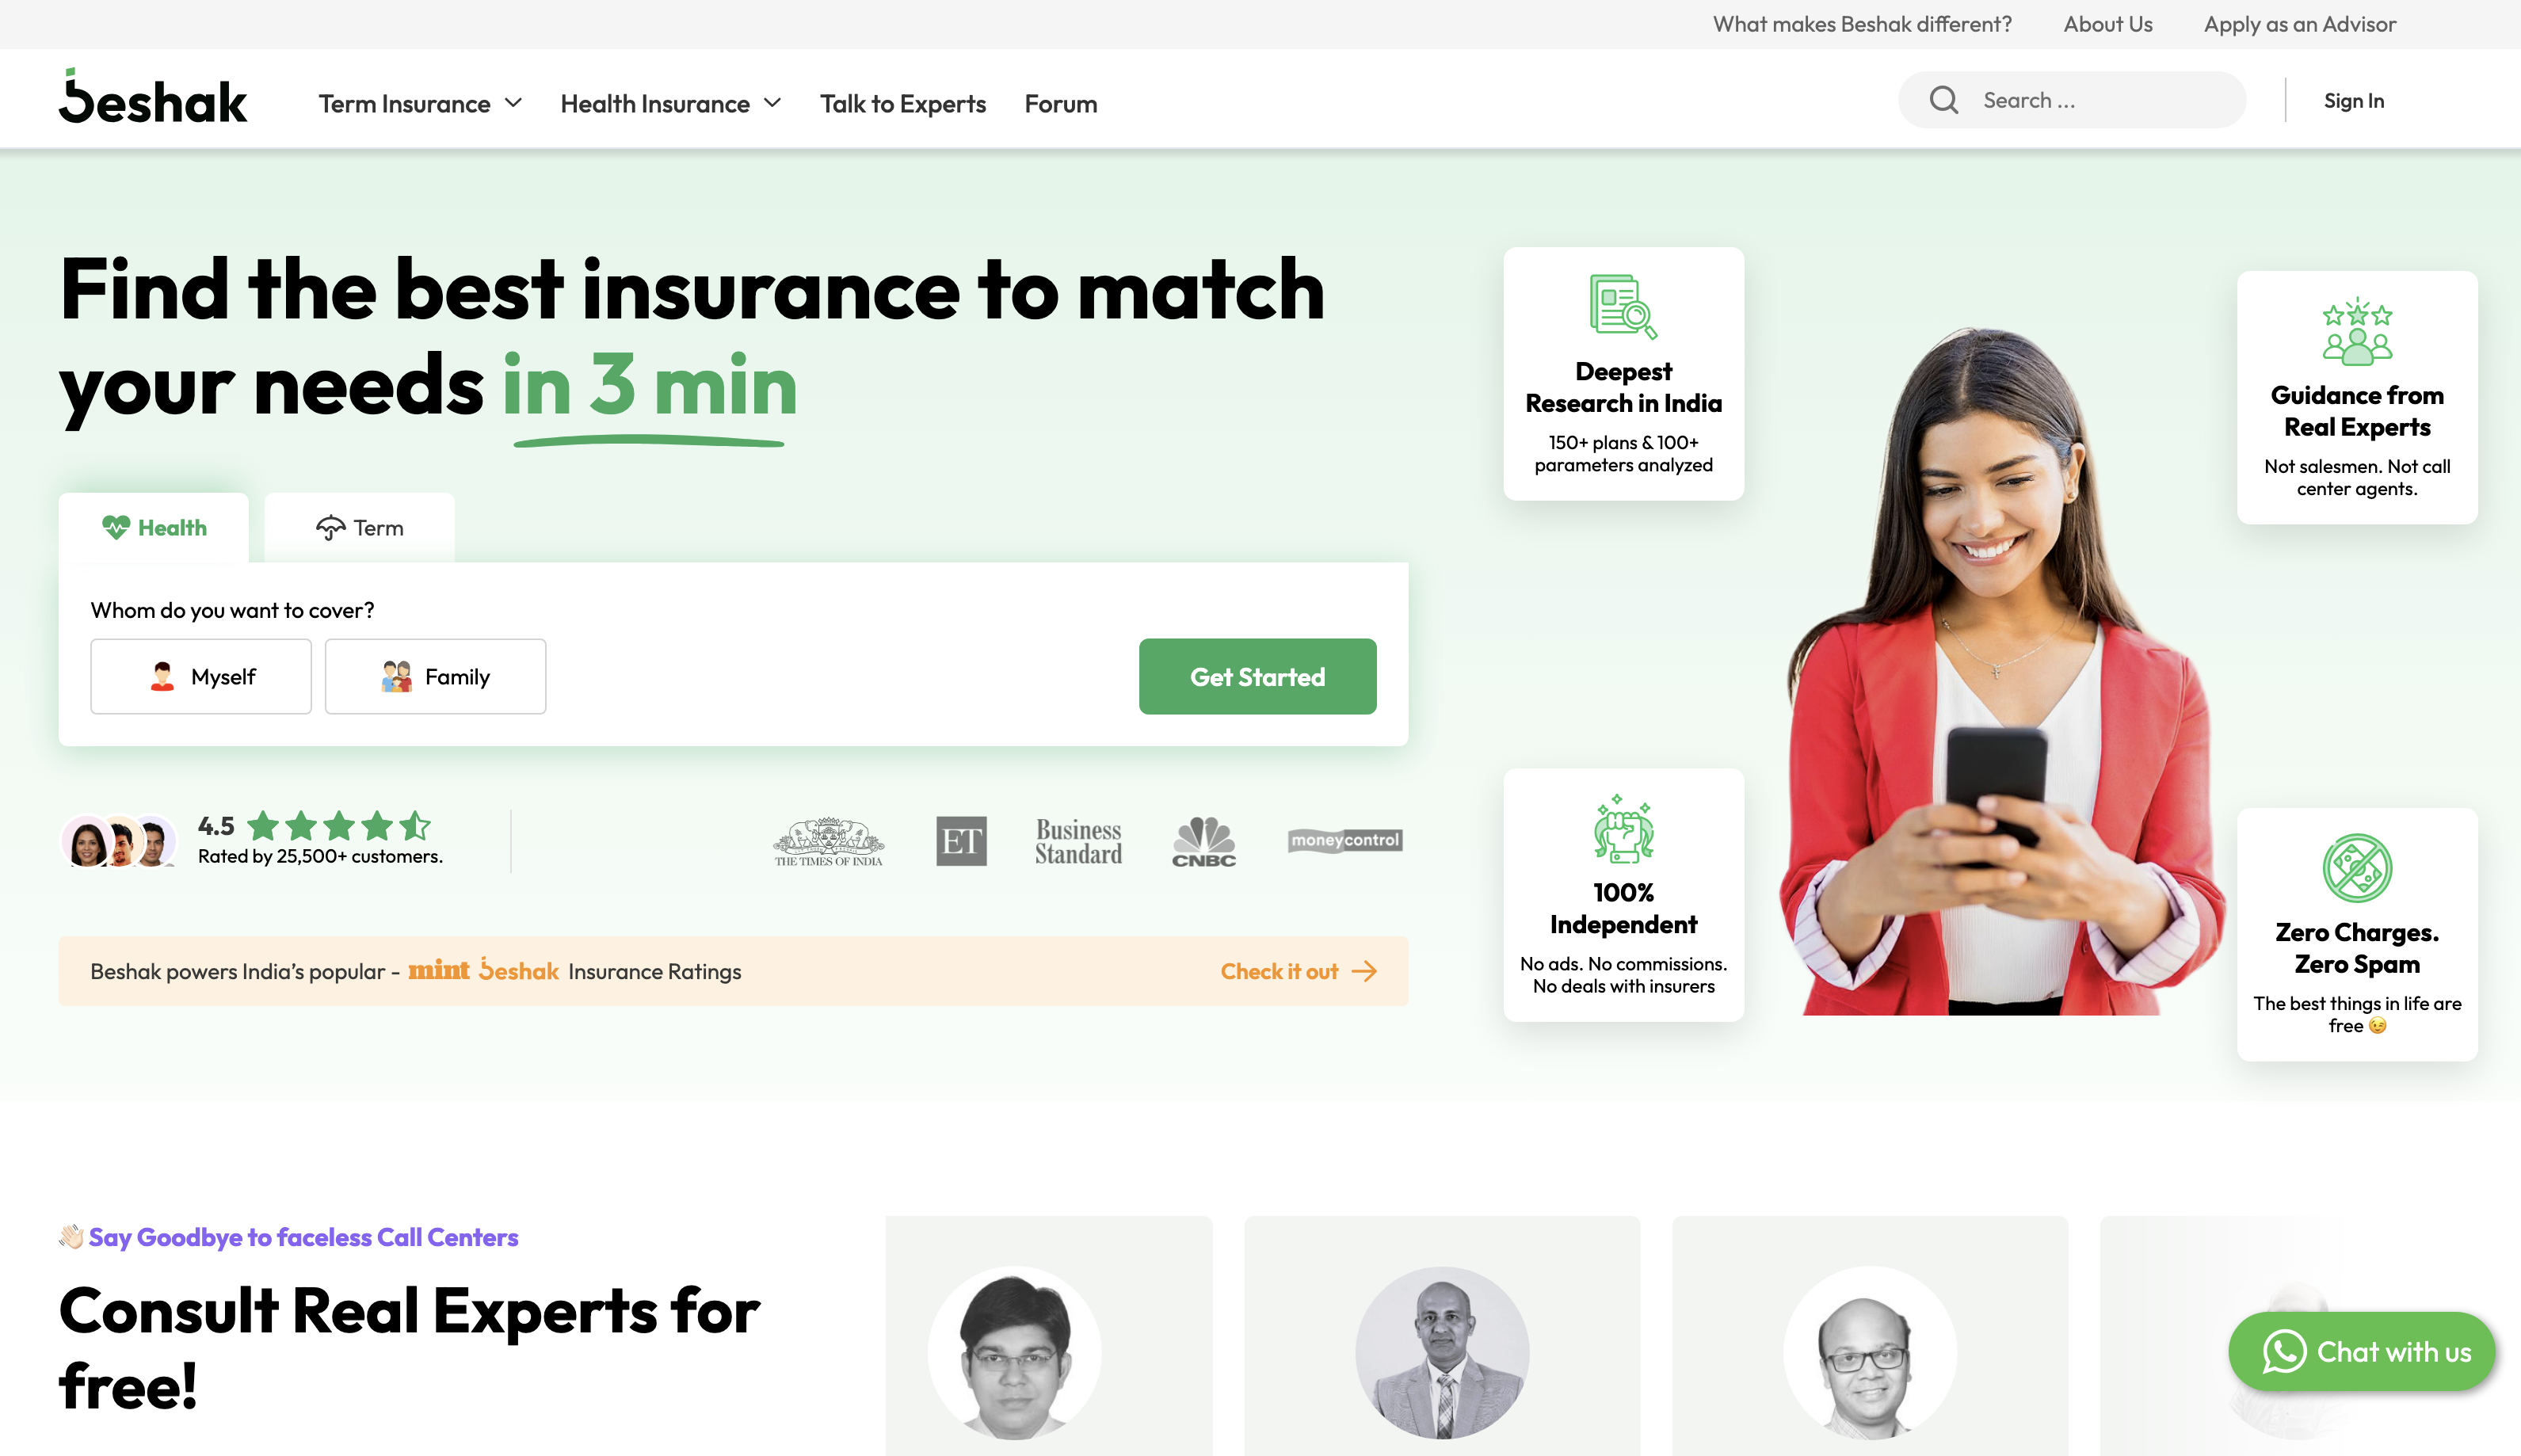 What makes Beshak different? About Us Apply as an Advisor
beshak Term Insurance Health Insurance Talk to Experts Forum Search ... Sign In
Find the best insurance to match
your needs in 3 min
Health Term
Whom do you want to cover?
Myself Family Get Started
4.5
Rated by 25,500+ customers.
THE TIMES OF INDIA
ET
Business
Standard
CNBC
moneycontrol
Beshak powers India’s popular - mint beshak Insurance Ratings Check it out
Deepest
Research in India
150+ plans & 100+
parameters analyzed
Guidance from
Real Experts
Not salesmen. Not call
center agents.
100%
Independent
No ads. No commissions.
No deals with insurers
Zero Charges.
Zero Spam
The best things in life are
free 😉
👋🏻 Say Goodbye to faceless Call Centers
Consult Real Experts for
free!
Chat with us